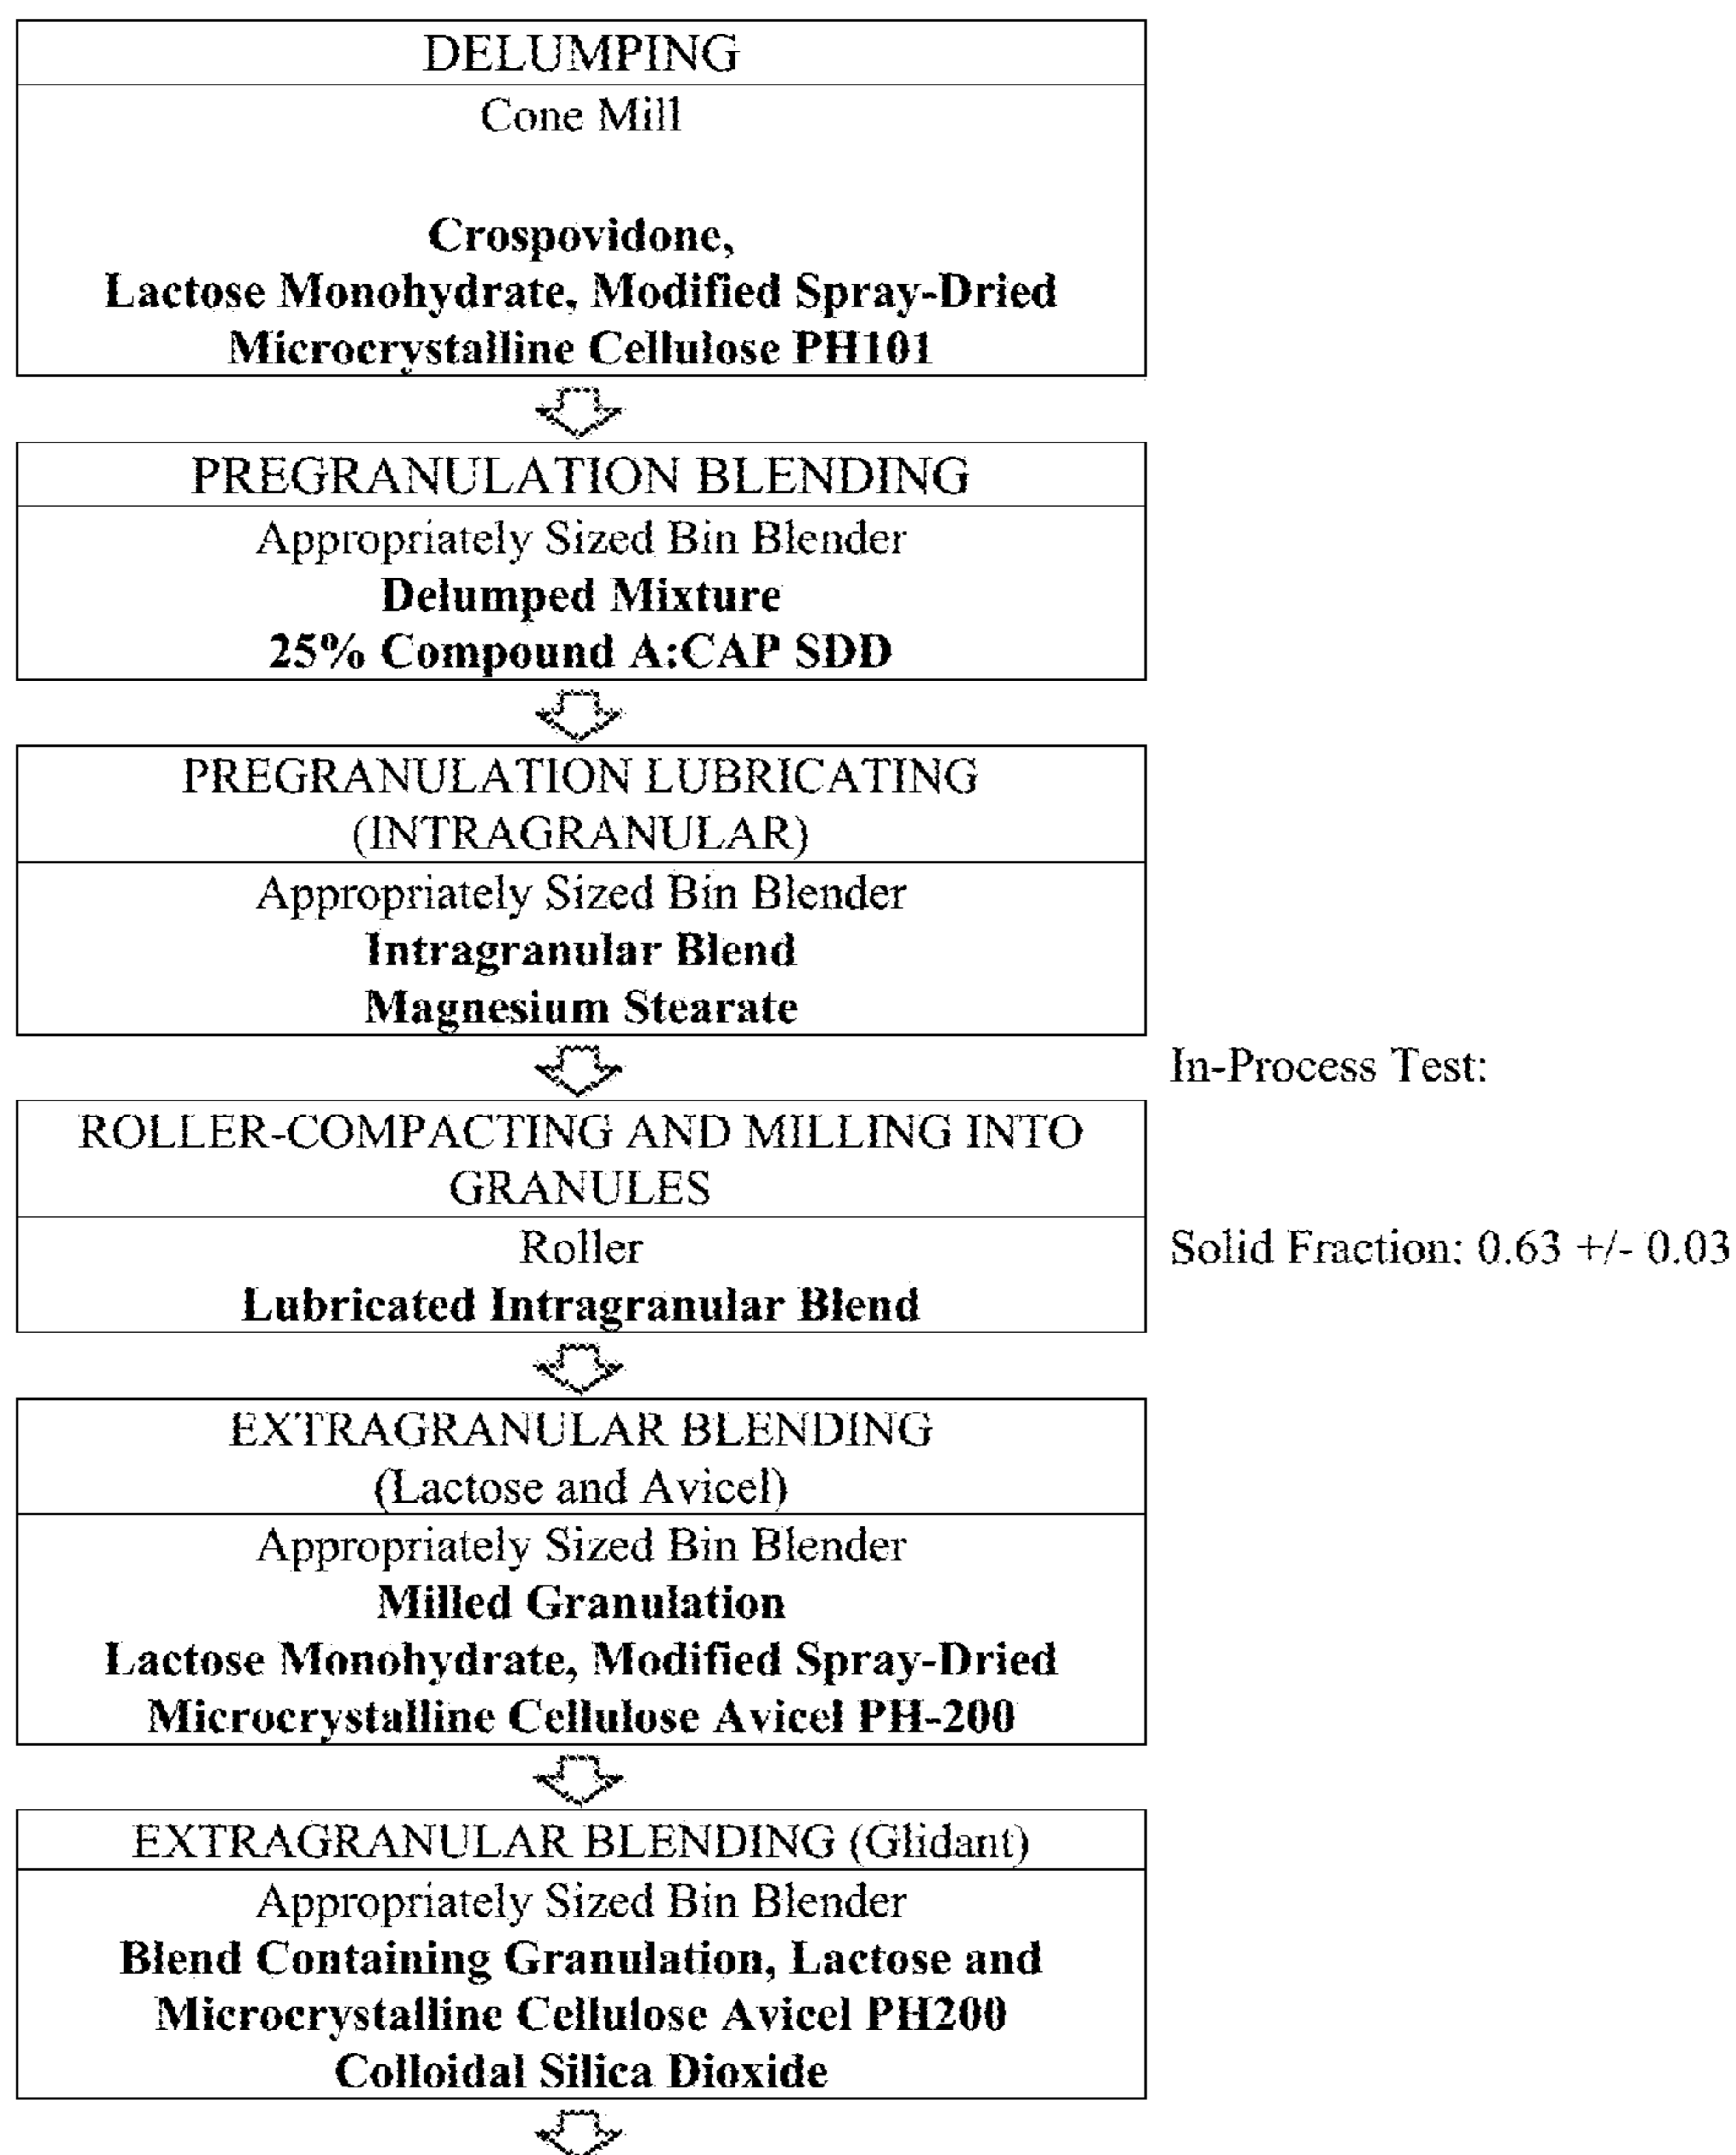 DELUMPING
Cone Mill
Crospovidone,
Lactose Monohydrate, Modified Spray-Dried
Microcrystalline Cellulose PH101
PREGRANULATION BLENDING
Appropriately Sized Bin Blender
Delumped Mixture
25% Compound A:CAP SDD
PREGRANULATION LUBRICATING
(INTRAGRANULAR)
Appropriately Sized Bin Blender
Intragranular Blend
Magnesium Stearate
In-Process Test:
ROLLER-COMPACTING AND MILLING INTO
GRANULES
Roller
Solid Fraction: 0.63 +/- 0.03
Lubricated Intragranular Blend
EXTRAGRANULAR BLENDING
(Lactose and Avicel)
Appropriately Sized Bin Blender
Milled Granulation
Lactose Monohydrate, Modified Spray-Dried
Microcrystalline Cellulose Avicel PH-200
EXTRAGRANULAR BLENDING (Glidant)
Appropriately Sized Bin Blender
Blend Containing Granulation, Lactose and
Microcrystalline Cellulose Avicel PH200
Colloidal Silica Dioxide